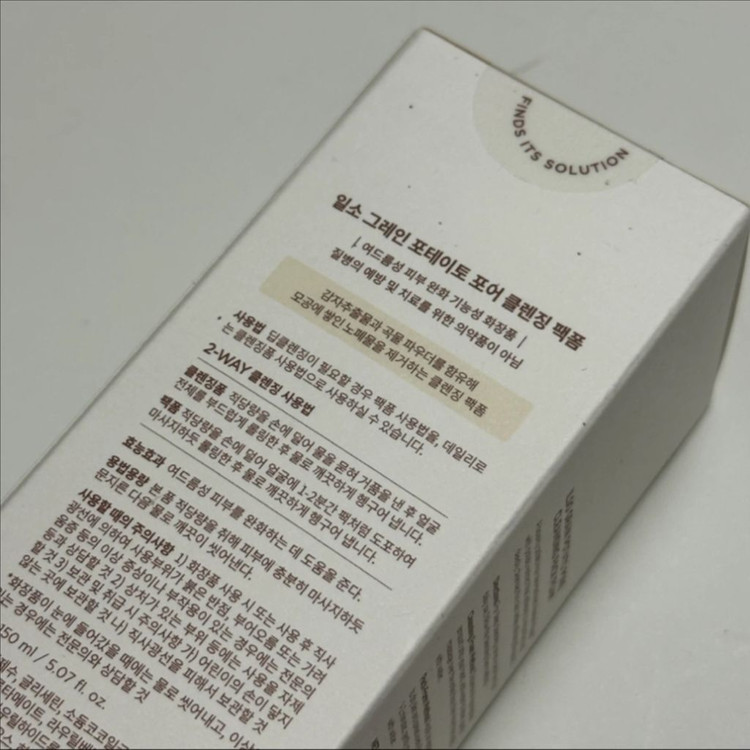 FINDS ITS SOLUTION
일소 그레인 포테이토 포어 클렌징 팩폼
| 여드름성 피부 완화 기능성 화장품 |
질병의 예방 및 치료를 위한 의약품이 아님
감자추출물과 곡물 파우더를 함유해
모공에 쌓인 노폐물을 제거하는 클렌징 팩폼
사용법 딥클렌징이 필요할 경우 팩폼 사용법을, 데일리로
는 클렌징폼 사용법으로 사용하실 수 있습니다.
2-WAY 클렌징 사용법
클렌징폼 적당량을 손에 덜어 물을 묻혀 거품을 낸 후 얼굴
전체를 부드럽게 롤링한 후 물로 깨끗하게 헹구어 냅니다.
팩폼 적당량을 손에 덜어 얼굴에 1-2분간 팩처럼 도포하여
마사지하듯 롤링한 후 물로 깨끗하게 헹구어 냅니다.
효능효과 여드름성 피부를 완화하는 데 도움을 준다.
용법용량 본 품 적당량을 취해 피부에 충분히 마사지하듯
문지른 다음 물로 깨끗이 씻어낸다.
사용할 때의 주의사항 1) 화장품 사용 시 또는 사용 후 직사
광선에 의하여 사용부위가 붉은 반점, 부어오름 또는 가려
움증 등의 이상 증상이나 부작용이 있는 경우에는 전문의
등과 상담할 것 2) 상처가 있는 부위 등에는 사용을 자제
할 것 3) 보관 및 취급 시 주의사항 가) 어린이의 손이 닿지
않는 곳에 보관할 것 나) 직사광선을 피해서 보관할 것
*화장품이 눈에 들어갔을 때에는 물로 씻어내고, 이상
있는 경우에는 전문의와 상담할 것
150 ml / 5.07 fl. oz.
글리세린, 소듐코코일